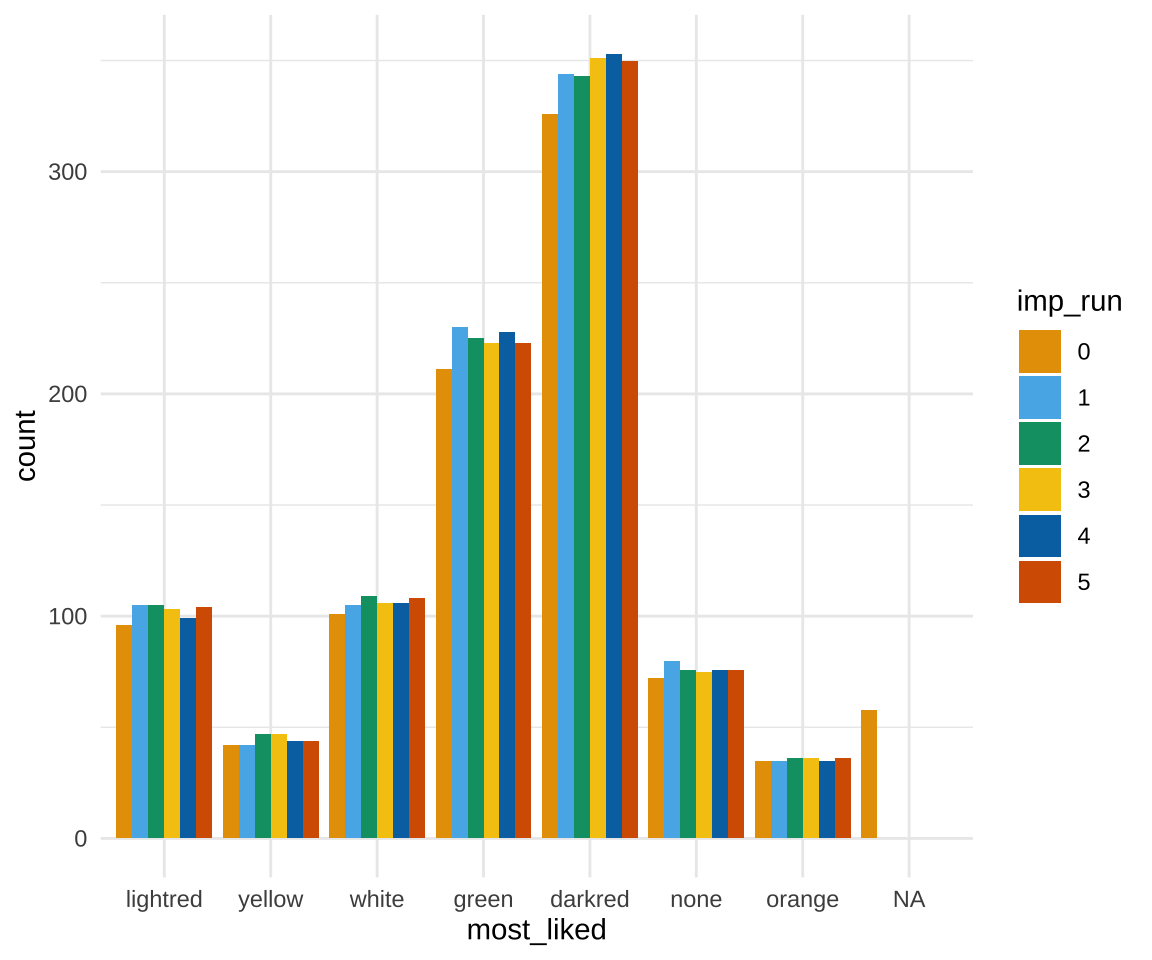 count
300
200
100
0
lightred yellow white green darkred none orange NA
most_liked
imp_run
0
1
2
3
4
5